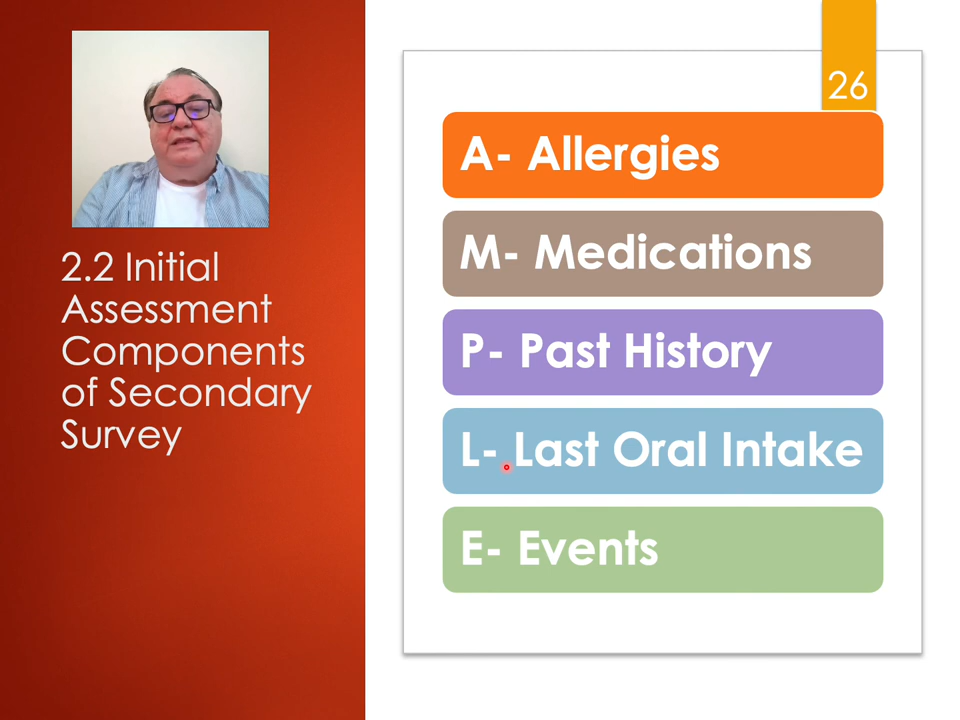 2.2 Initial
Assessment
Components
of Secondary
Survey
26
A- Allergies
M- Medications
P- Past History
L- Last Oral Intake
E- Events